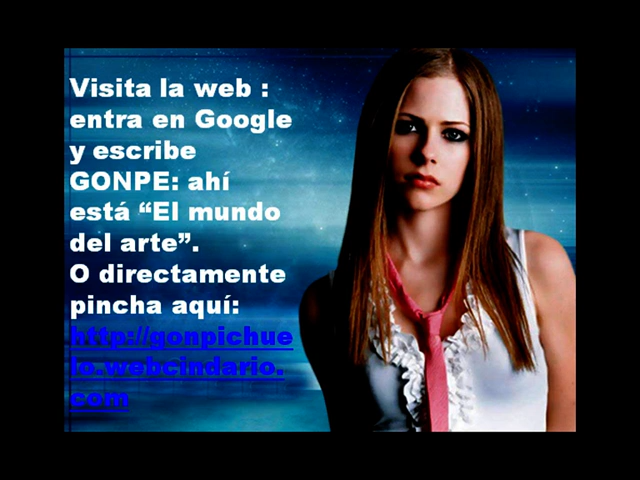 Visita la web :
entra en Google
y escribe
GONPE: ahí
está “El mundo
del arte”.
O directamente
pincha aquí:
http://gonpichue
lo.webcindario.
com